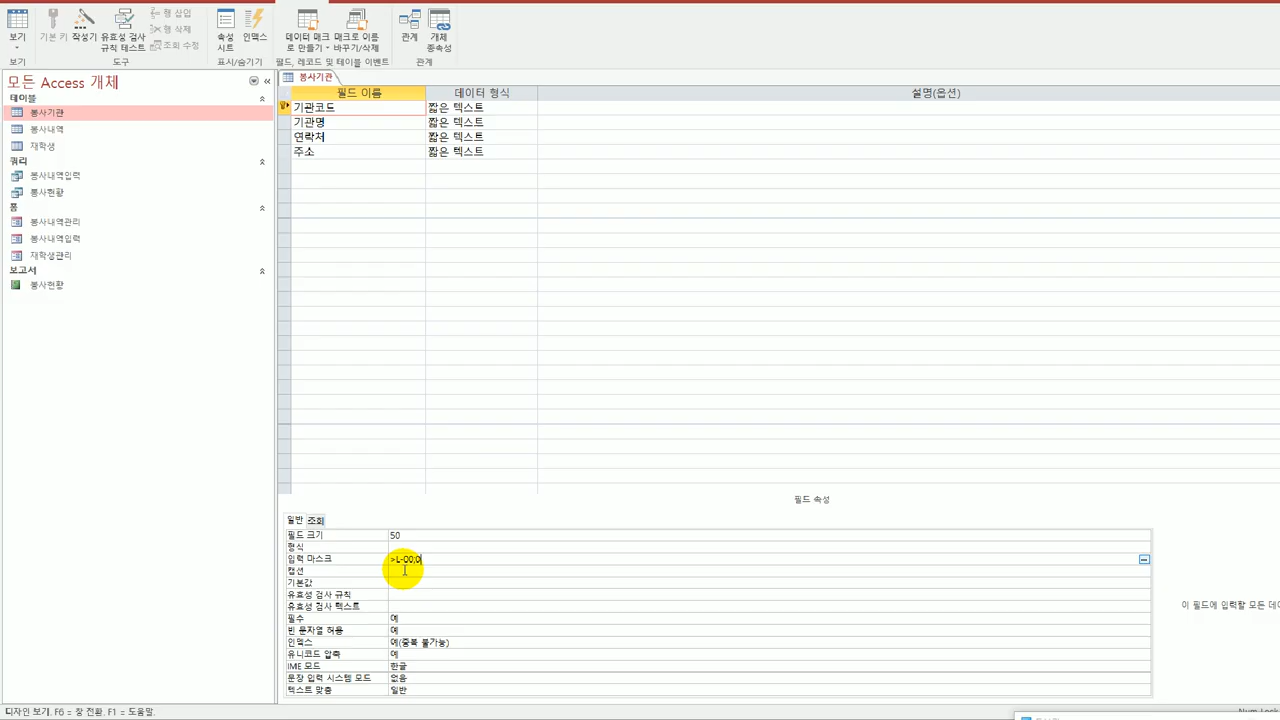 보기
기본 키
작성기
유효성 검사
규칙 테스트
행 삽입
행 삭제
조회 수정
속성
시트
인덱스
데이터 매크
로 만들기
매크로 이름
바꾸기/삭제
관계
개체
종속성
보기
도구
표시/숨기기
필드, 레코드 및 테이블 이벤트
관계
모든 Access 개체
테이블
봉사기관
봉사내역
재학생
쿼리
봉사내역입력
봉사현황
폼
봉사내역관리
봉사내역입력
재학생관리
보고서
봉사현황
봉사기관
필드 이름 데이터 형식 설명(옵션)
기관코드 짧은 텍스트
기관명 짧은 텍스트
연락처 짧은 텍스트
주소 짧은 텍스트
필드 속성
일반 조회
필드 크기 50
형식
입력 마스크 >L-00;0
캡션
기본값
유효성 검사 규칙
유효성 검사 텍스트
필수 예
빈 문자열 허용 예
인덱스 예(중복 불가능)
유니코드 압축 예
IME 모드 한글
문장 입력 시스템 모드 없음
텍스트 맞춤 일반
이 필드에 입력할 모든
디자인 보기. F6 = 창 전환. F1 = 도움말.
Num Lock